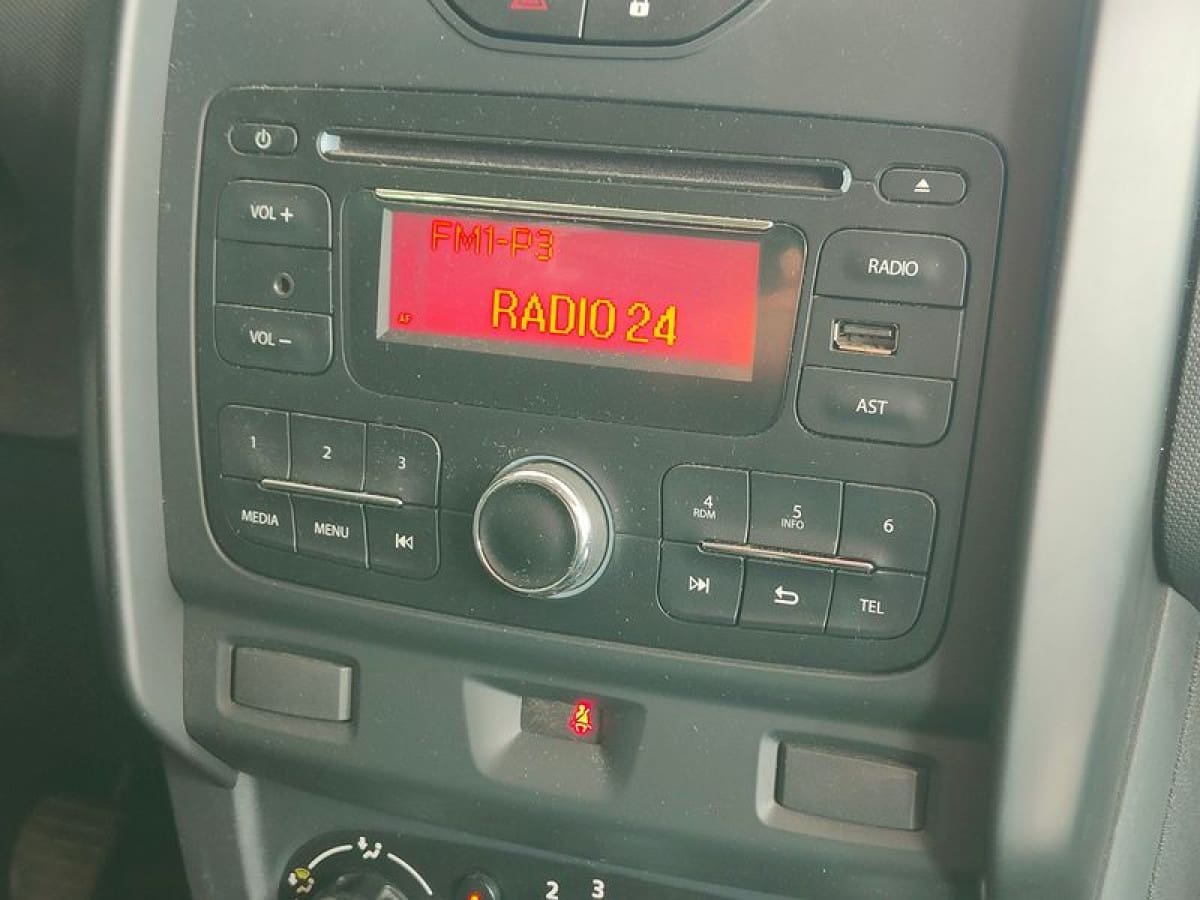 VOL +
FM1-P3
RADIO
AF
RADIO 24
VOL –
AST
1
2
3
4
RDM
5
INFO
6
MEDIA
MENU
TEL
2
3